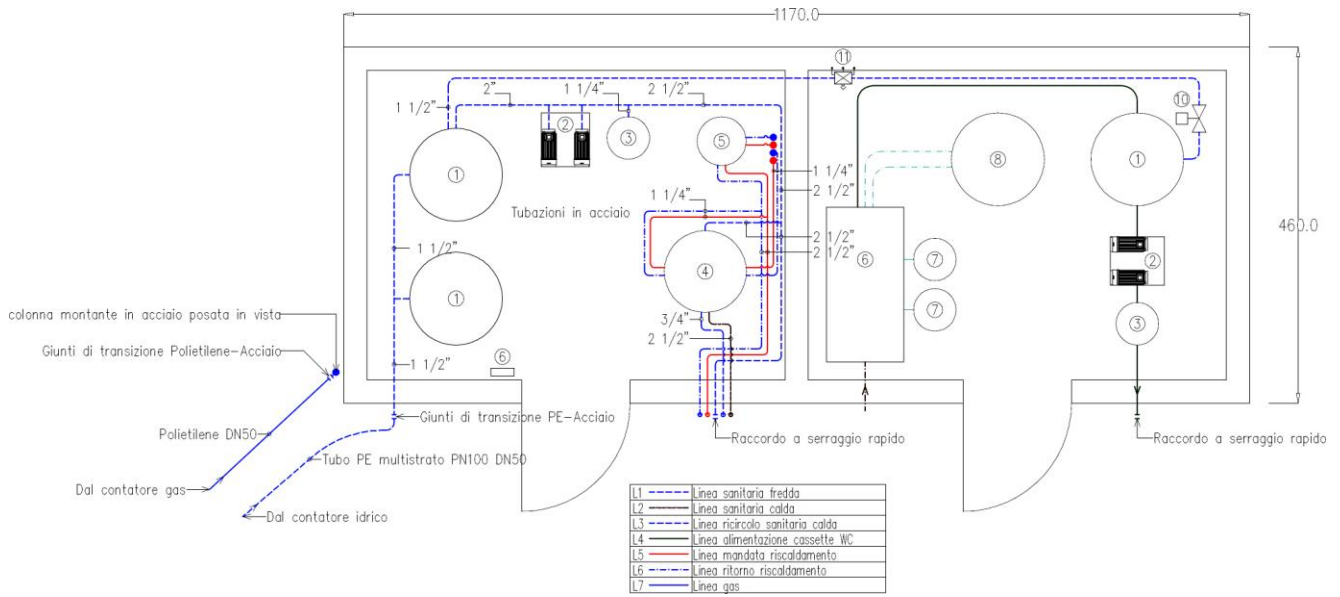 1170.0
11
2"
1 1/4"
2 1/2"
10
1 1/2"
2
3
5
460.0
1
8
1
1 1/4"
2 1/2"
1 1/4"
Tubazioni in acciaio
1 1/2"
2 1/2"
2 1/2"
4
6
7
2
1
7
colonna montante in acciaio posata in vista
3/4"
3
2 1/2"
Giunti di transizione Polietilene-Acciaio
1 1/2"
6
A
Giunti di transizione PE-Acciaio
Polietilene DN50
Raccordo a serraggio rapido
Raccordo a serraggio rapido
Tubo PE multistrato PN100 DN50
Dal contatore gas
Dal contatore idrico
L1 Linea sanitaria fredda
L2 Linea sanitaria calda
L3 Linea ricircolo sanitaria calda
L4 Linea alimentazione cassette WC
L5 Linea mandata riscaldamento
L6 Linea ritorno riscaldamento
L7 Linea gas